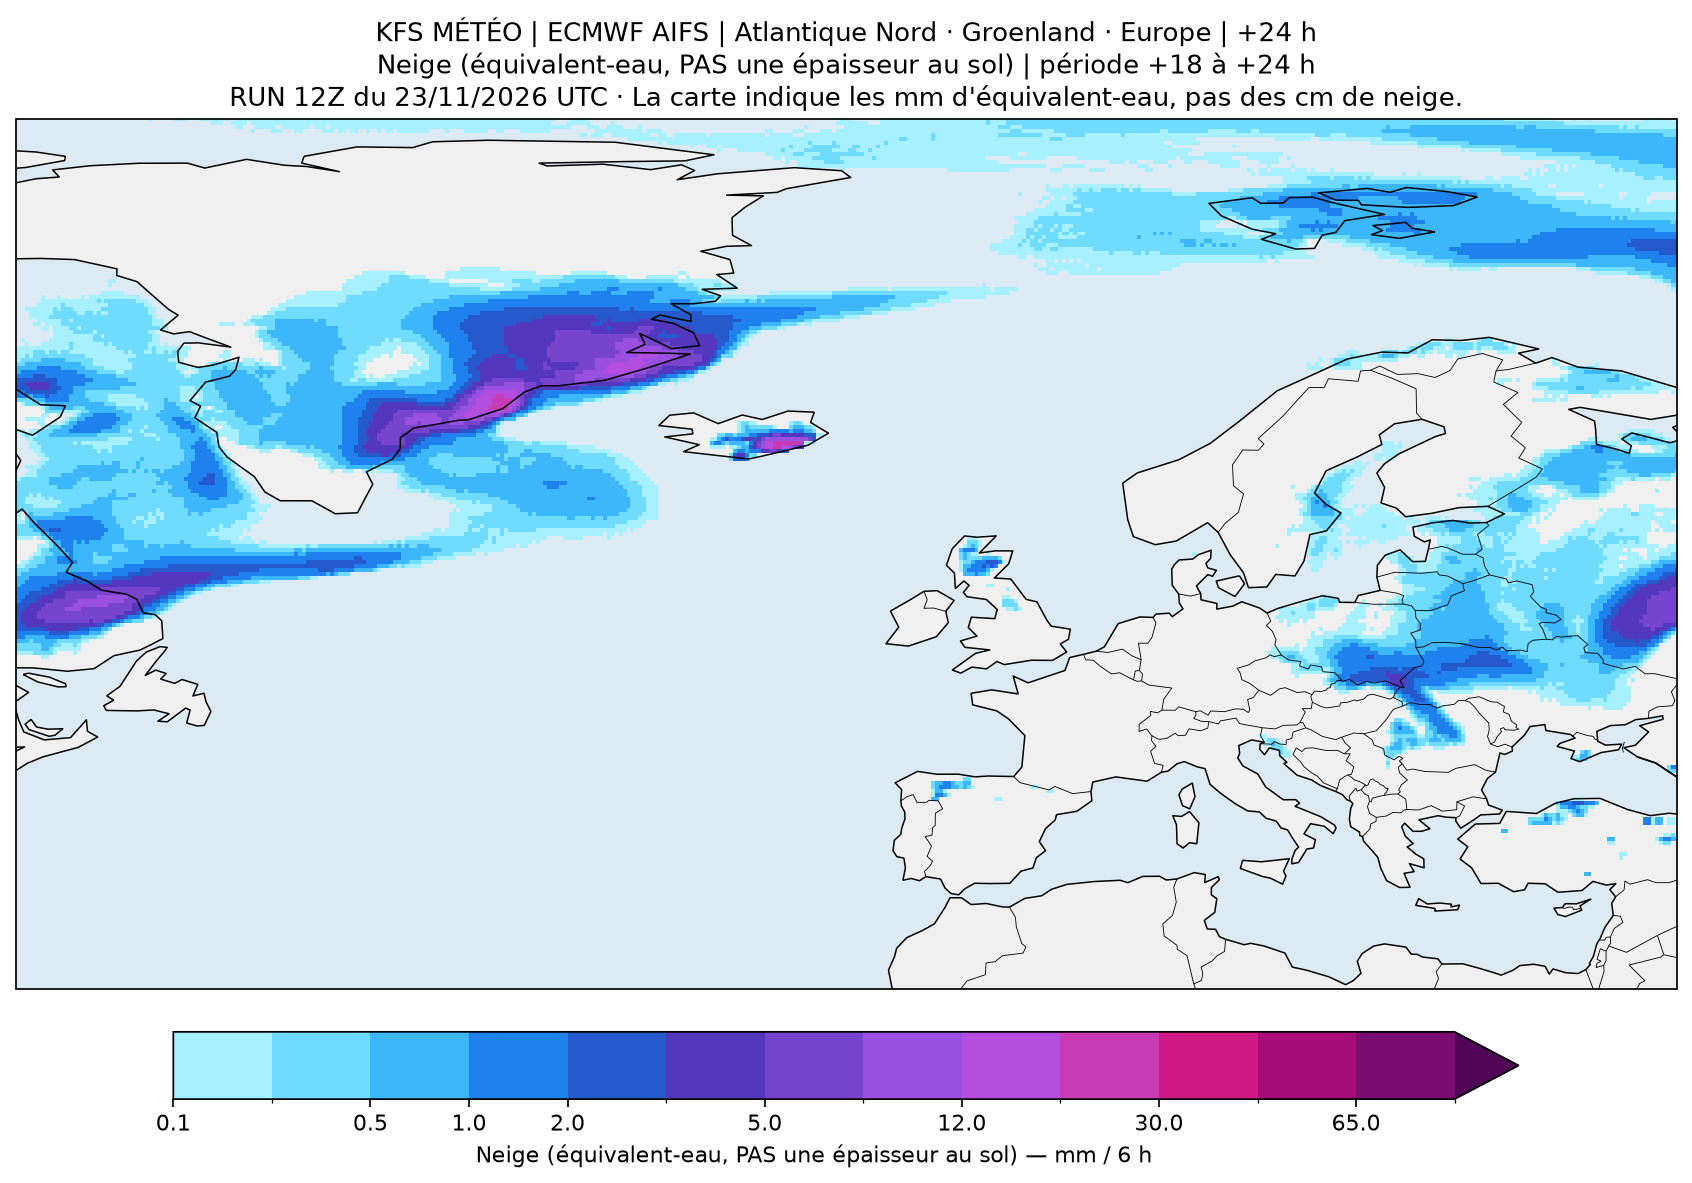 KFS MÉTÉO | ECMWF AIFS | Atlantique Nord · Groenland · Europe | +24 h
Neige (équivalent-eau, PAS une épaisseur au sol) | période +18 à +24 h
RUN 12Z du 23/11/2026 UTC · La carte indique les mm d'équivalent-eau, pas des cm de neige.
0.1 0.5 1.0 2.0 5.0 12.0 30.0 65.0
Neige (équivalent-eau, PAS une épaisseur au sol) — mm / 6 h